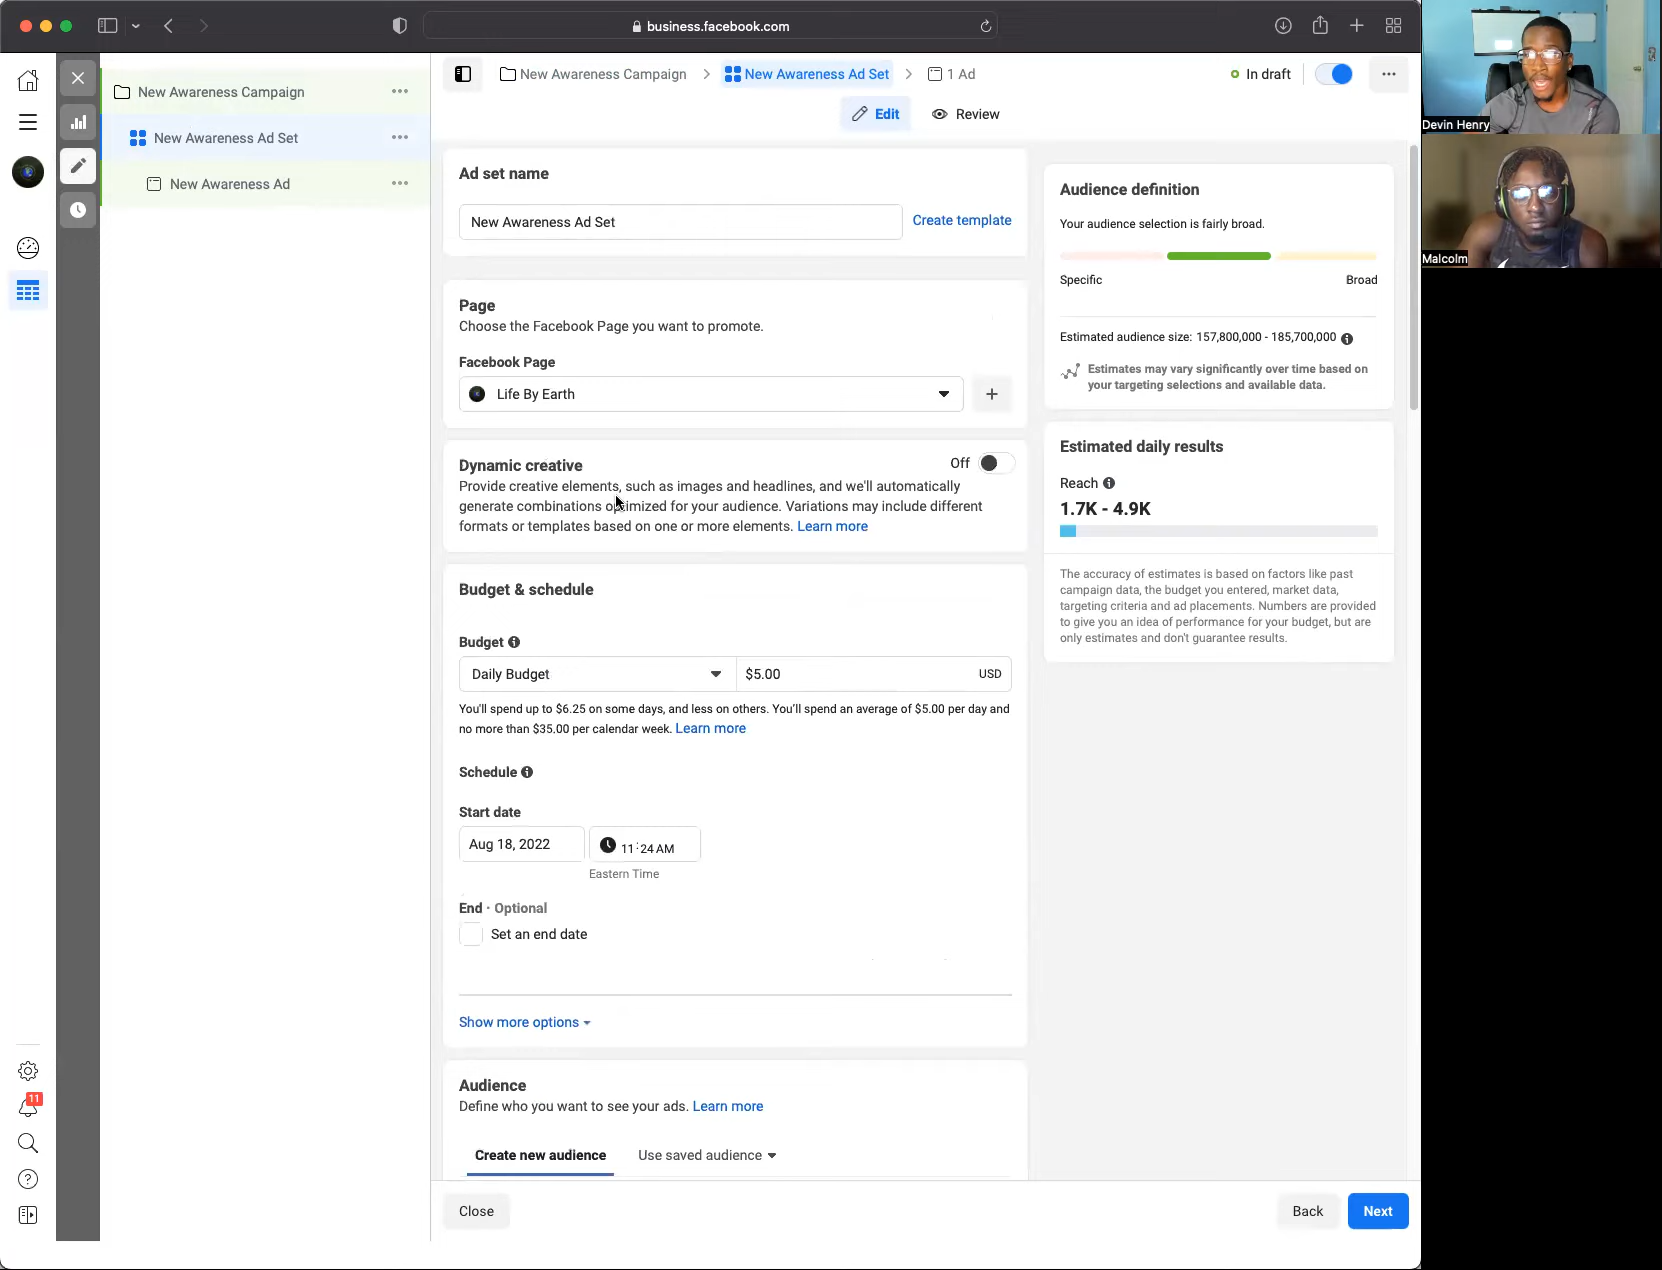 business.facebook.com
New Awareness Campaign
New Awareness Ad Set
New Awareness Ad
11
New Awareness Campaign
New Awareness Ad Set
1 Ad
In draft
Edit
Review
Ad set name
New Awareness Ad Set
Create template
Page
Choose the Facebook Page you want to promote.
Facebook Page
Life By Earth
Dynamic creative
Off
Provide creative elements, such as images and headlines, and we'll automatically
generate combinations optimized for your audience. Variations may include different
formats or templates based on one or more elements. Learn more
Budget & schedule
Budget
Daily Budget
$5.00
USD
You'll spend up to $6.25 on some days, and less on others. You'll spend an average of $5.00 per day and
no more than $35.00 per calendar week. Learn more
Schedule
Start date
Aug 18, 2022
11:24 AM
Eastern Time
End · Optional
Set an end date
Show more options
Audience
Define who you want to see your ads. Learn more
Create new audience
Use saved audience
Close
Back
Next
Audience definition
Your audience selection is fairly broad.
Specific
Broad
Estimated audience size: 157,800,000 - 185,700,000
Estimates may vary significantly over time based on
your targeting selections and available data.
Estimated daily results
Reach
1.7K - 4.9K
The accuracy of estimates is based on factors like past
campaign data, the budget you entered, market data,
targeting criteria and ad placements. Numbers are provided
to give you an idea of performance for your budget, but are
only estimates and don't guarantee results.
Devin Henry
Malcolm